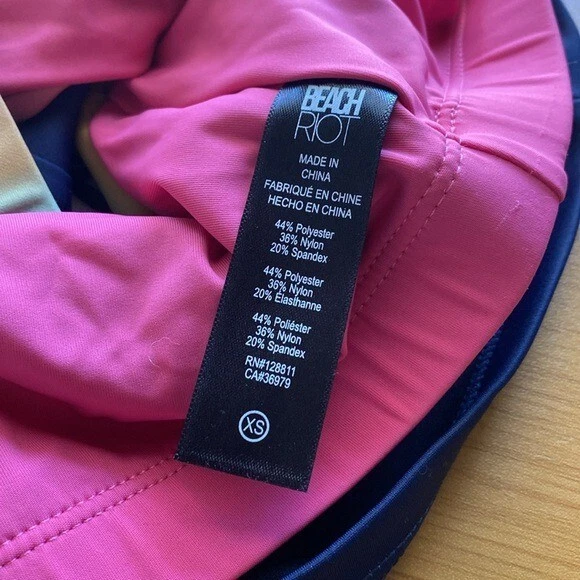 BEACH
RIOT
MADE IN
CHINA
FABRIQUÉ EN CHINE
HECHO EN CHINA
44% Polyester
36% Nylon
20% Spandex
44% Polyester
36% Nylon
20% Élasthanne
44% Poliéster
36% Nylon
20% Spandex
RN#128811
CA#36979
XS